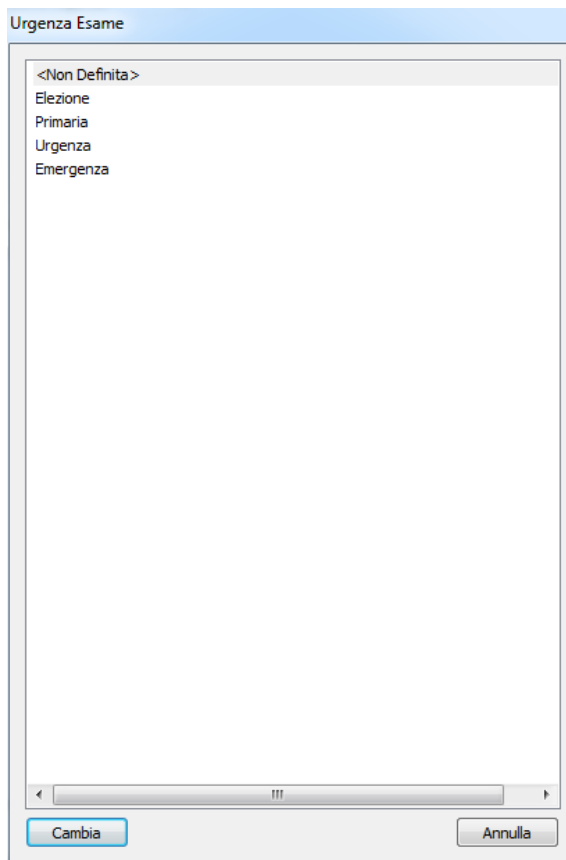 Urgenza Esame
<Non Definita>
Elezione
Primaria
Urgenza
Emergenza
Cambia
Annulla